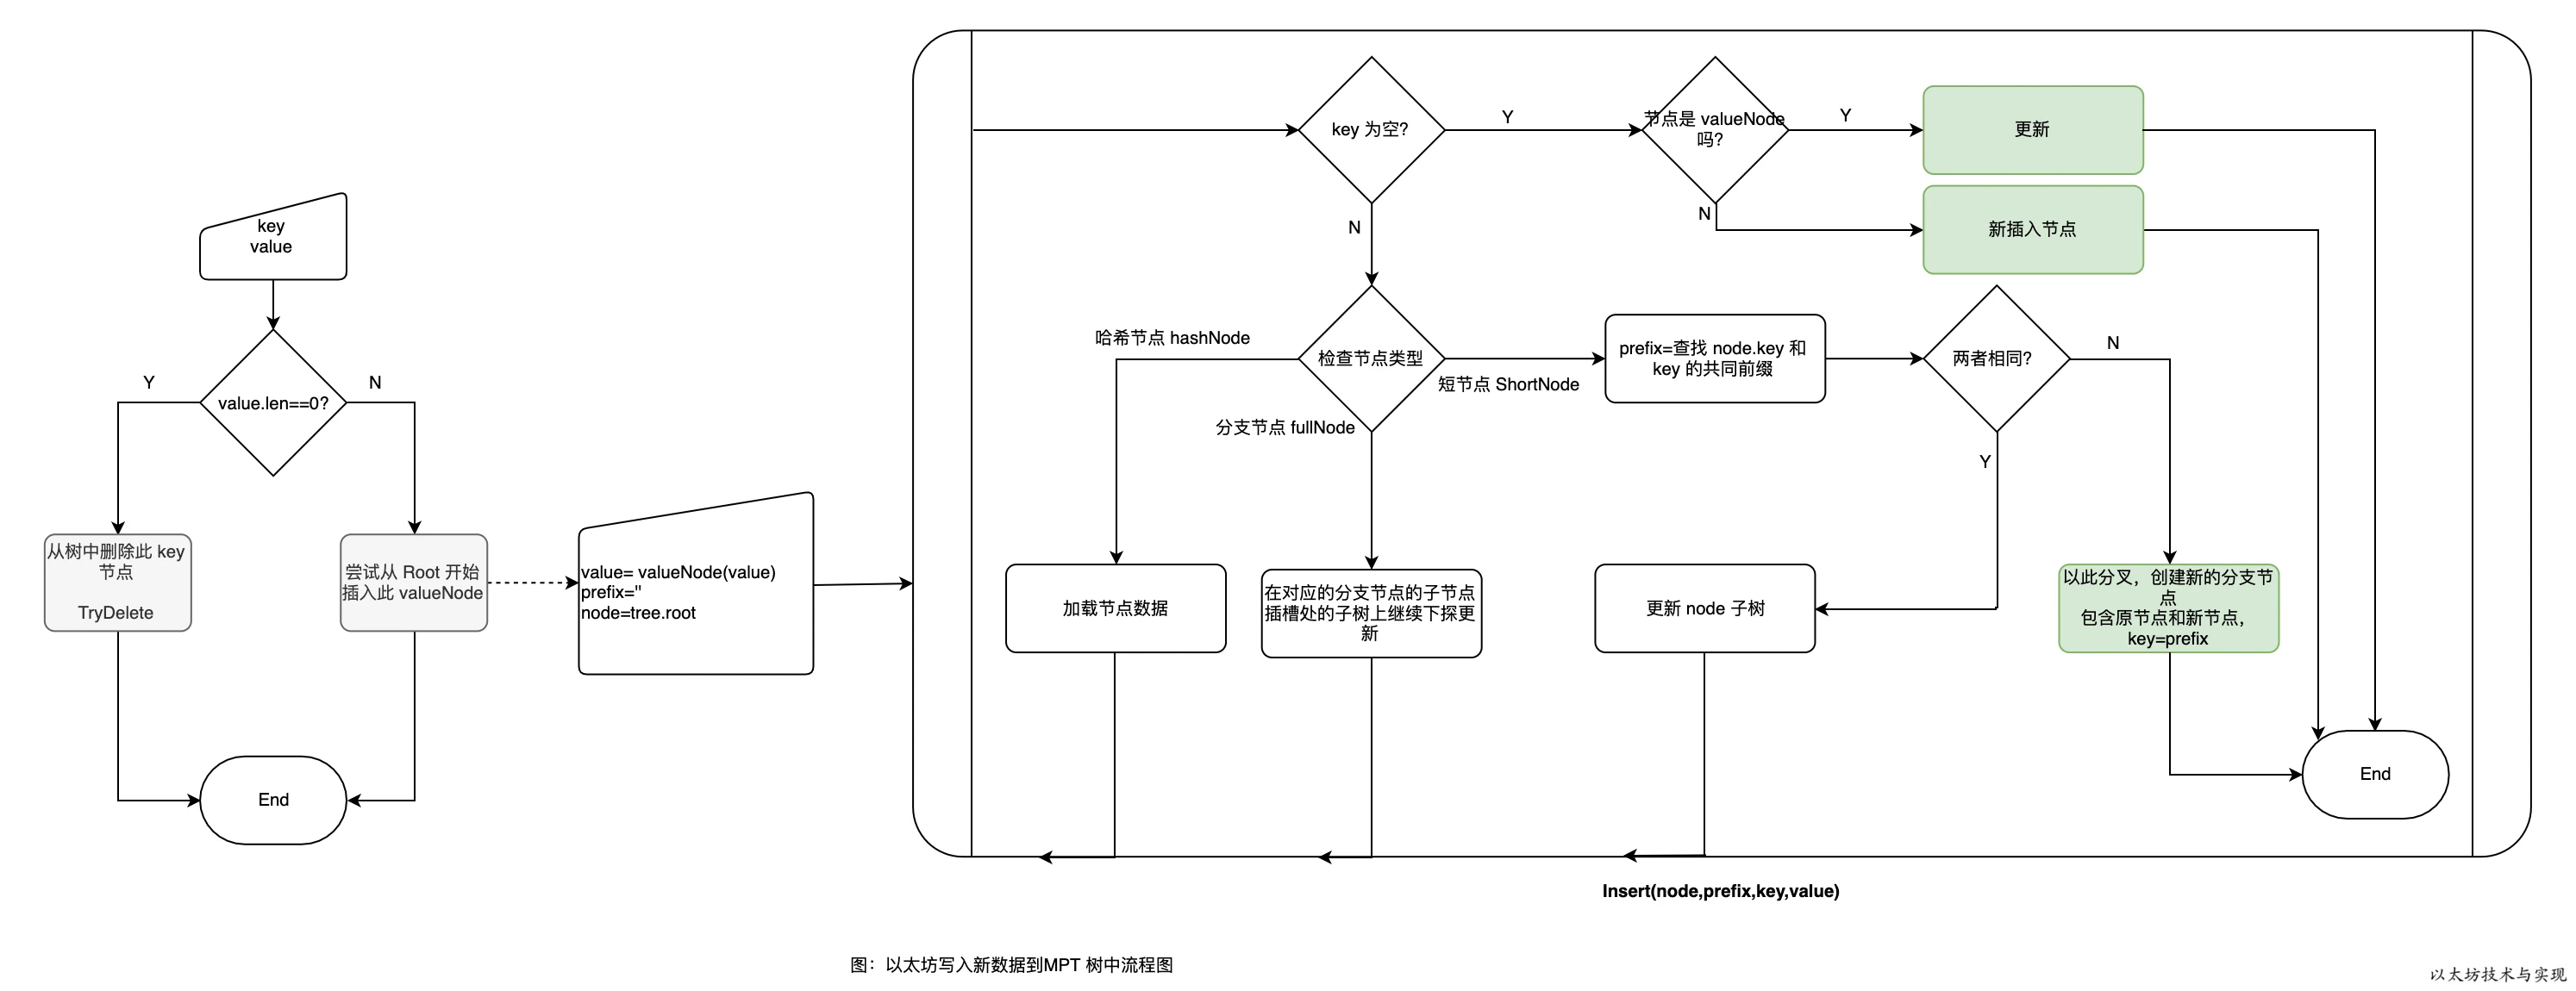 key
value
value.len==0?
Y
N
从树中删除此 key
节点
TryDelete
尝试从 Root 开始
插入此 valueNode
End
value= valueNode(value)
prefix=''
node=tree.root
key 为空?
Y
N
节点是 valueNode
吗?
Y
N
更新
新插入节点
检查节点类型
哈希节点 hashNode
分支节点 fullNode
短节点 ShortNode
prefix=查找 node.key 和
key 的共同前缀
两者相同?
N
Y
加载节点数据
在对应的分支节点的子节点
插槽处的子树上继续下探更
新
更新 node 子树
以此分叉，创建新的分支节
点
包含原节点和新节点，
key=prefix
End
Insert(node,prefix,key,value)
图：以太坊写入新数据到MPT 树中流程图
以太坊技术与实现